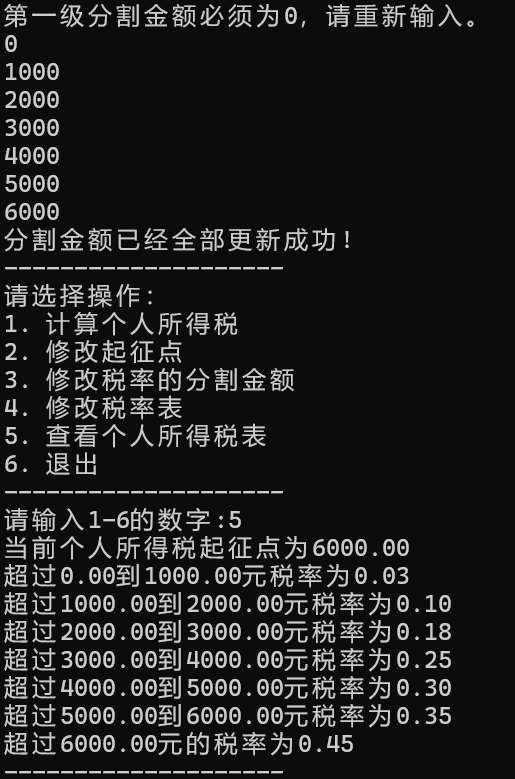 第一级分割金额必须为0，请重新输入。
0
1000
2000
3000
4000
5000
6000
分割金额已经全部更新成功！
--------------------
请选择操作：
1. 计算个人所得税
2. 修改起征点
3. 修改税率的分割金额
4. 修改税率表
5. 查看个人所得税表
6. 退出
--------------------
请输入1-6的数字:5
当前个人所得税起征点为6000.00
超过0.00到1000.00元税率为0.03
超过1000.00到2000.00元税率为0.10
超过2000.00到3000.00元税率为0.18
超过3000.00到4000.00元税率为0.25
超过4000.00到5000.00元税率为0.30
超过5000.00到6000.00元税率为0.35
超过6000.00元的税率为0.45
--------------------